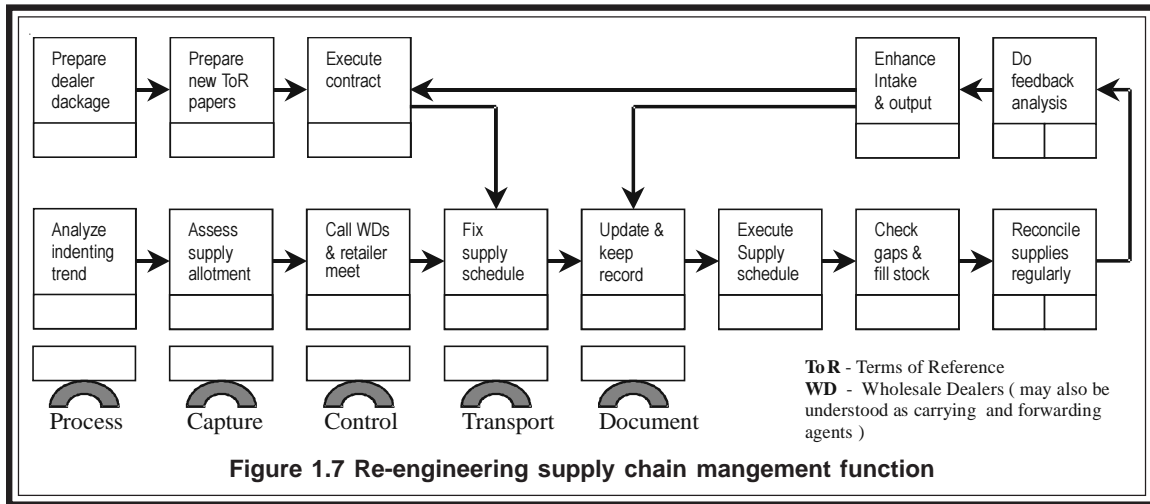 Prepare
dealer
dackage
Prepare
new ToR
papers
Execute
contract
Enhance
Intake
& output
Do
feedback
analysis
Analyze
indenting
trend
Assess
supply
allotment
Call WDs
& retailer
meet
Fix
supply
schedule
Update &
keep
record
Execute
Supply
schedule
Check
gaps &
fill stock
Reconcile
supplies
regularly
Process
Capture
Control
Transport
Document
ToR - Terms of Reference
WD - Wholesale Dealers ( may also be
understood as carrying and forwarding
agents )
Figure 1.7 Re-engineering supply chain mangement function